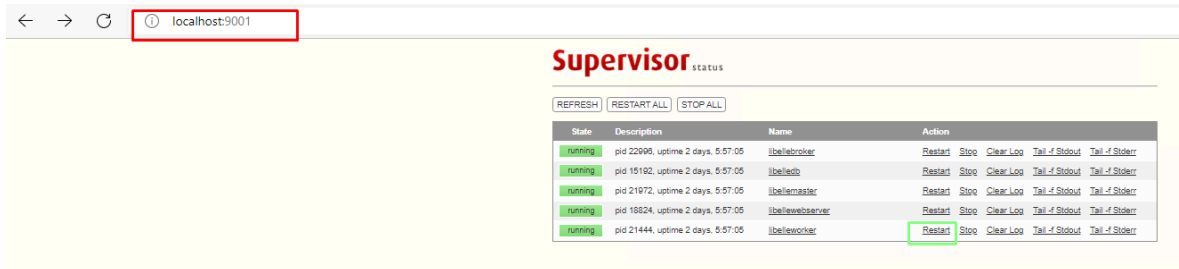 localhost:9001
Supervisor status
REFRESH RESTART ALL STOP ALL
State Description Name Action
running pid 22996, uptime 2 days, 5:57:05 libellebroker Restart Stop Clear Log Tail -f Stdout Tail -f Stderr
running pid 15192, uptime 2 days, 5:57:05 libelledb Restart Stop Clear Log Tail -f Stdout Tail -f Stderr
running pid 21972, uptime 2 days, 5:57:05 libellemaster Restart Stop Clear Log Tail -f Stdout Tail -f Stderr
running pid 18824, uptime 2 days, 5:57:05 libellewebserver Restart Stop Clear Log Tail -f Stdout Tail -f Stderr
running pid 21444, uptime 2 days, 5:57:05 libelleworker Restart Stop Clear Log Tail -f Stdout Tail -f Stderr